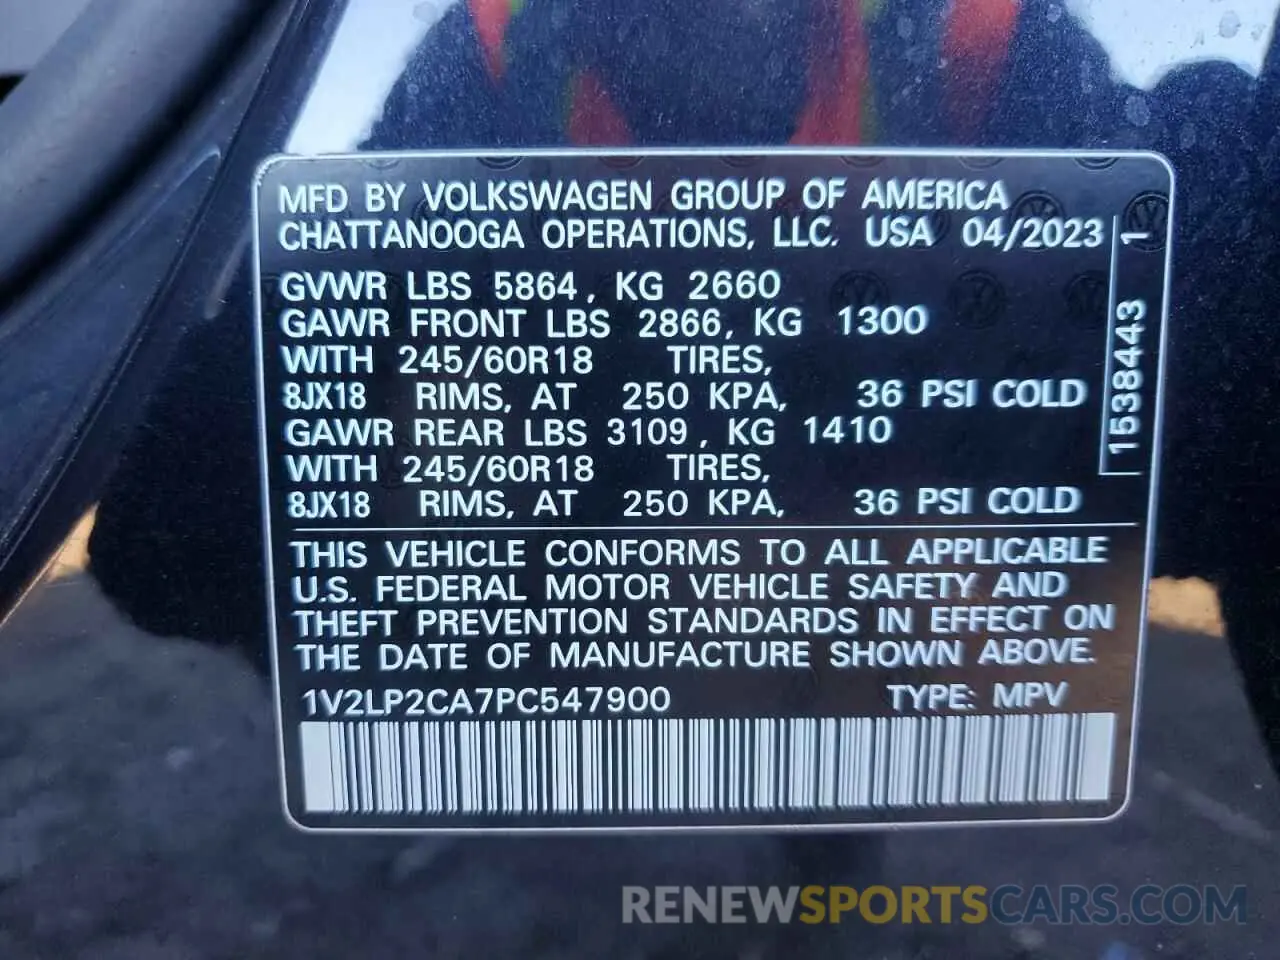 MFD BY VOLKSWAGEN GROUP OF AMERICA
CHATTANOOGA OPERATIONS, LLC. USA 04/2023
GVWR LBS 5864, KG 2660
GAWR FRONT LBS 2866, KG 1300
WITH 245/60R18 TIRES,
8JX18 RIMS, AT 250 KPA, 36 PSI COLD
GAWR REAR LBS 3109, KG 1410
WITH 245/60R18 TIRES,
8JX18 RIMS, AT 250 KPA, 36 PSI COLD
1538443 1
THIS VEHICLE CONFORMS TO ALL APPLICABLE
U.S. FEDERAL MOTOR VEHICLE SAFETY AND
THEFT PREVENTION STANDARDS IN EFFECT ON
THE DATE OF MANUFACTURE SHOWN ABOVE.
1V2LP2CA7PC547900 TYPE: MPV
RENEWSPORTSCARS.COM